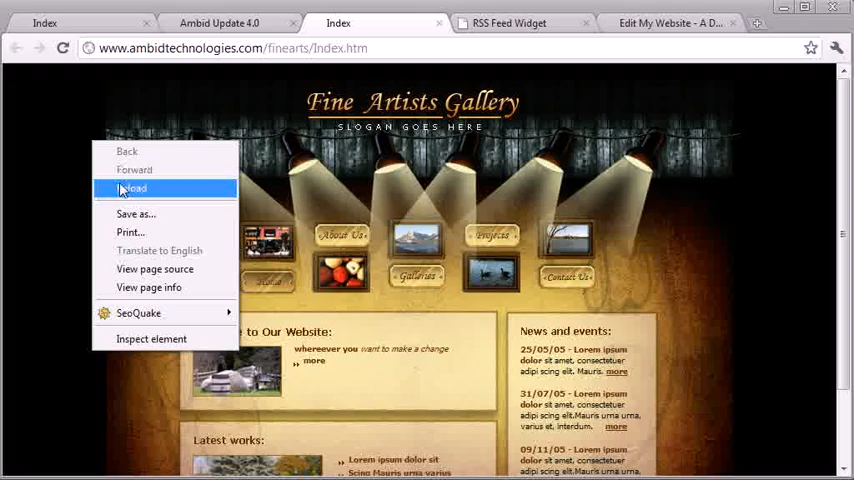 Index
Ambid Update 4.0
Index
RSS Feed Widget
Edit My Website - A D...
www.ambidtechnologies.com/finearts/Index.htm
Fine Artists Gallery
SLOGAN GOES HERE
Back
Forward
Save as...
Print...
Translate to English
View page source
View page info
SeoQuake
Inspect element
About Us
Projects
Home
Galleries
Contact Us
to Our Website:
whereever you want to make a change
more
Latest works:
Lorem ipsum dolor sit
Scing Mauris urna varius
News and events:
25/05/05 - Lorem ipsum
dolor sit amet, consectetuer
adipi scing elit. Mauris. more
31/07/05 - Lorem ipsum
dolor sit amet, consectetuer
adipi scing elit.Mauris urna,
varius et, interdum. more
09/11/05 - Lorem ipsum
dolor sit amet, consectetuer
adipi scing elit.Mauris urna,